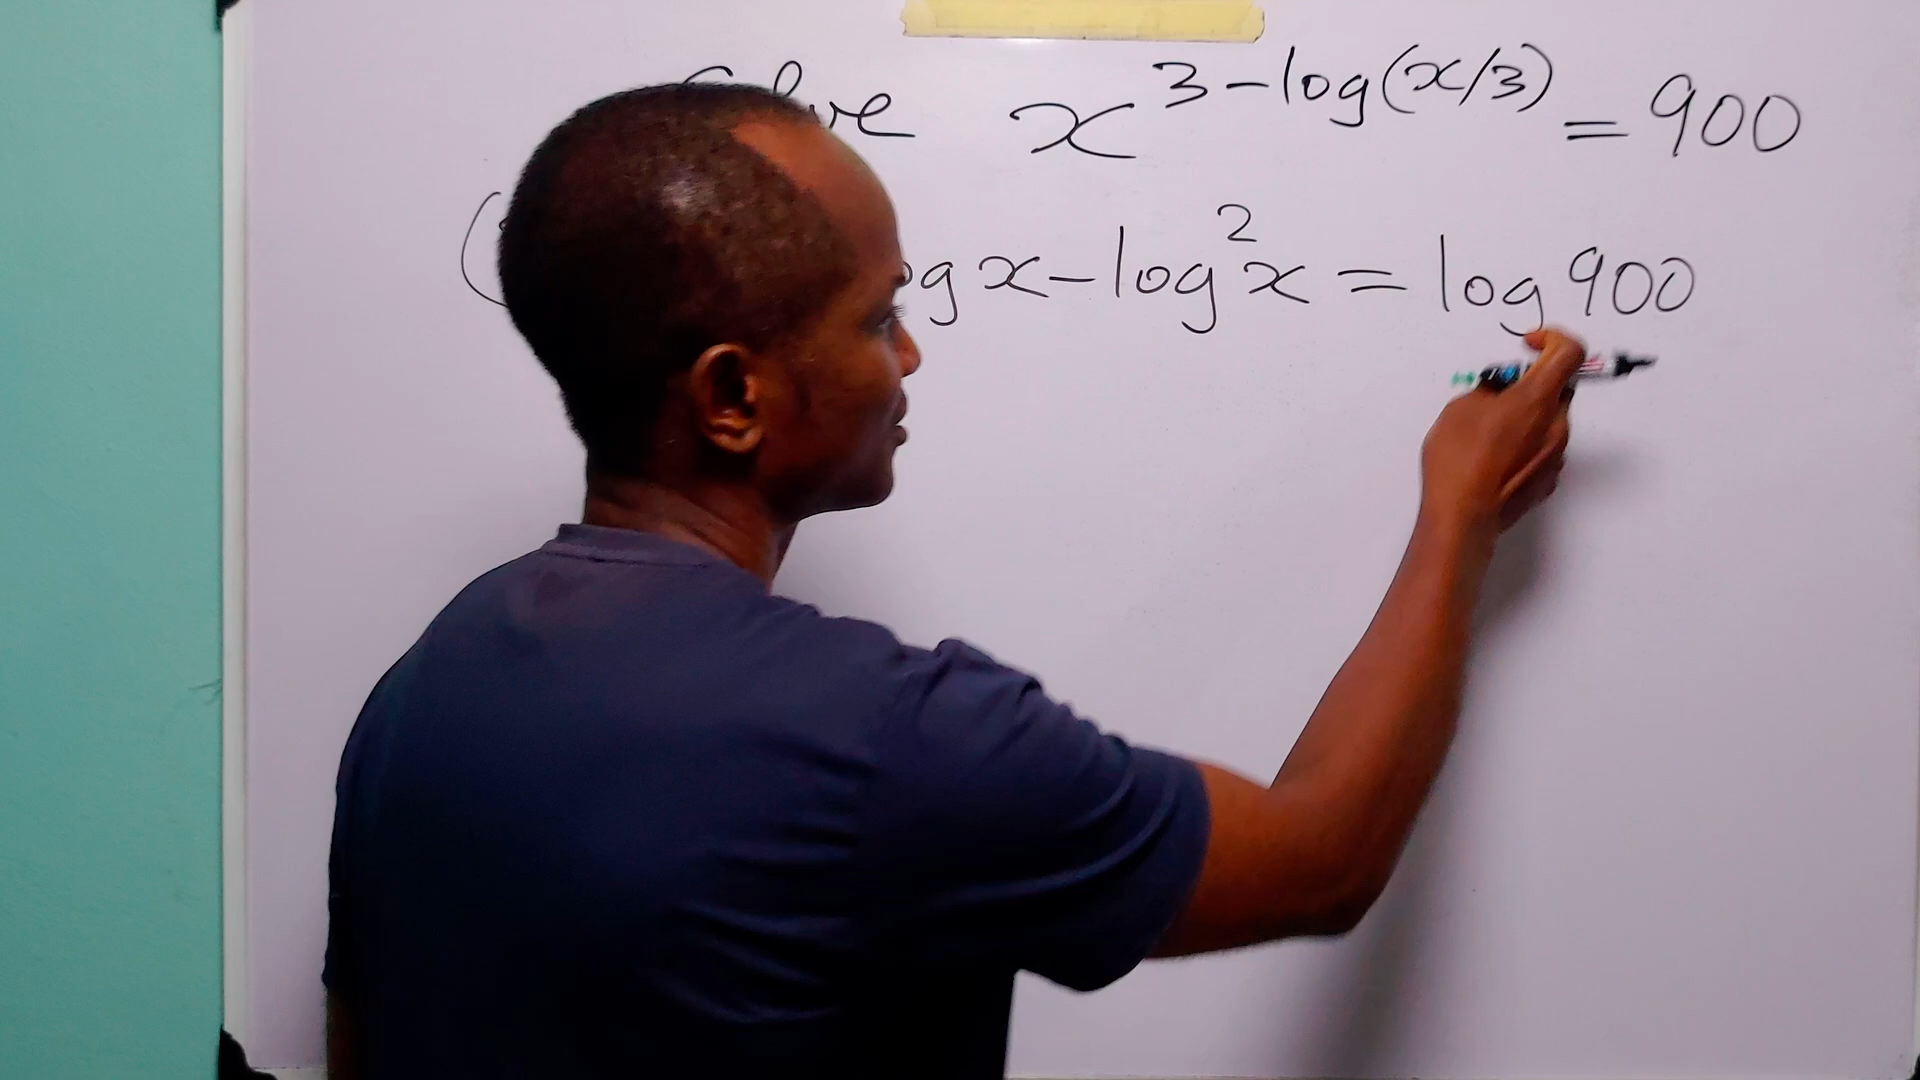 x^{3-log(x/3)} = 900
x - log²x = log 900